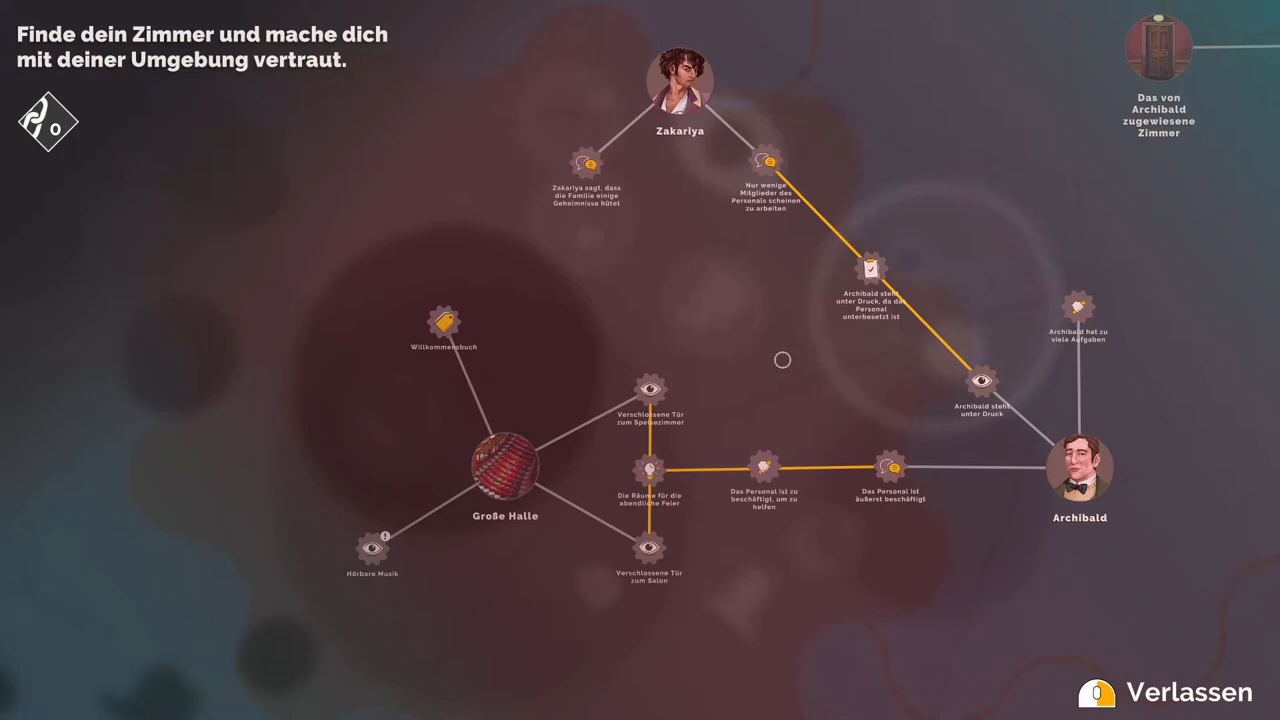 Finde dein Zimmer und mache dich
mit deiner Umgebung vertraut.
0
Das von
Archibald
zugewiesene
Zimmer
Zakariya
Zakariya sagt, dass
die Familie einige
Geheimnisse hütet
Nur wenige
Mitglieder des
Personals scheinen
zu arbeiten
Archibald steht
unter Druck, da das
Personal
unterbesetzt ist
Archibald hat zu
viele Aufgaben
Willkommensbuch
Archibald steht
unter Druck
Verschlossene Tür
zum Speisezimmer
Die Räume für die
abendliche Feier
Das Personal ist zu
beschäftigt, um zu
helfen
Das Personal ist
äußerst beschäftigt
Große Halle
Archibald
!
Hörbare Musik
Verschlossene Tür
zum Salon
Verlassen